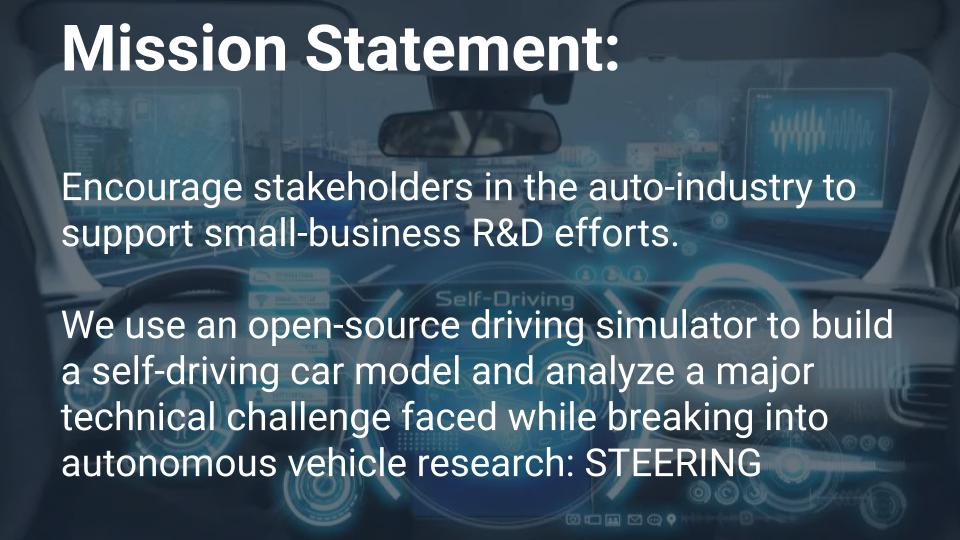 Mission Statement:
Encourage stakeholders in the auto-industry to
support small-business R&D efforts.
Self-Driving
We use an open-source driving simulator to build
a self-driving car model and analyze a major
technical challenge faced while breaking into
autonomous vehicle research: STEERING